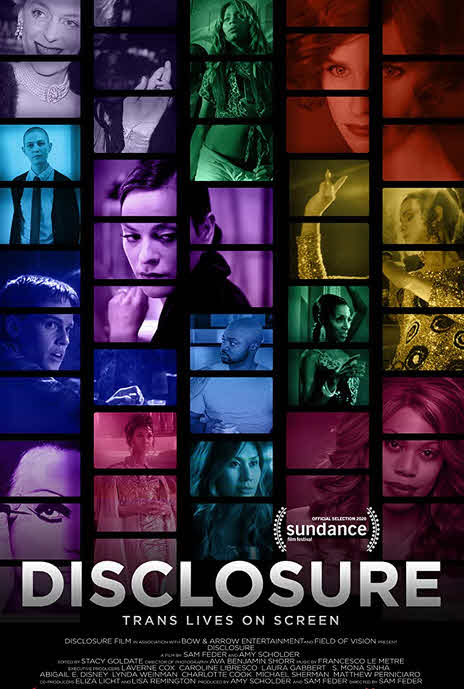 OFFICIAL SELECTION 2020
sundance
film festival
DISCLOSURE
TRANS LIVES ON SCREEN
DISCLOSURE FILM IN ASSOCIATION WITH BOW & ARROW ENTERTAINMENT AND FIELD OF VISION PRESENT
DISCLOSURE
A FILM BY SAM FEDER AND AMY SCHOLDER
EDITED BY STACY GOLDATE DIRECTOR OF PHOTOGRAPHY AVA BENJAMIN SHORR MUSIC BY FRANCESCO LE METRE
EXECUTIVE PRODUCERS LAVERNE COX CAROLINE LIBRESCO LAURA GABBERT S. MONA SINHA
ABIGAIL E. DISNEY LYNDA WEINMAN CHARLOTTE COOK MICHAEL SHERMAN MATTHEW PERNICIARO
CO-PRODUCERS ELIZA LICHT AND LISA REMINGTON PRODUCED BY AMY SCHOLDER AND SAM FEDER DIRECTED BY SAM FEDER